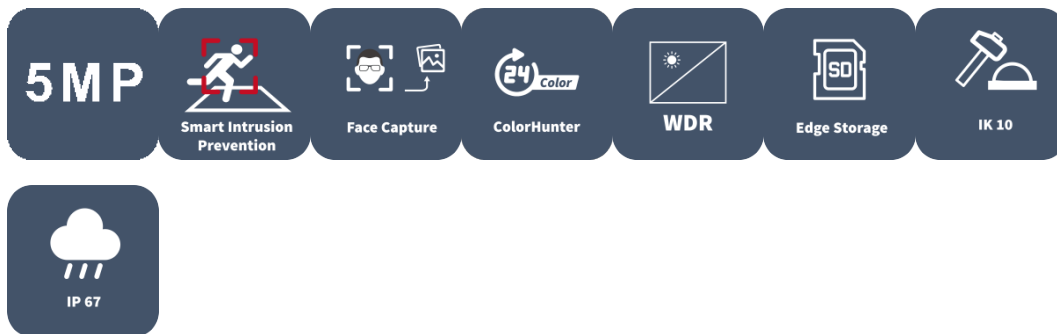 5MP
Smart Intrusion
Prevention
Face Capture
24
Color
ColorHunter
WDR
SD
Edge Storage
IK 10
IP 67